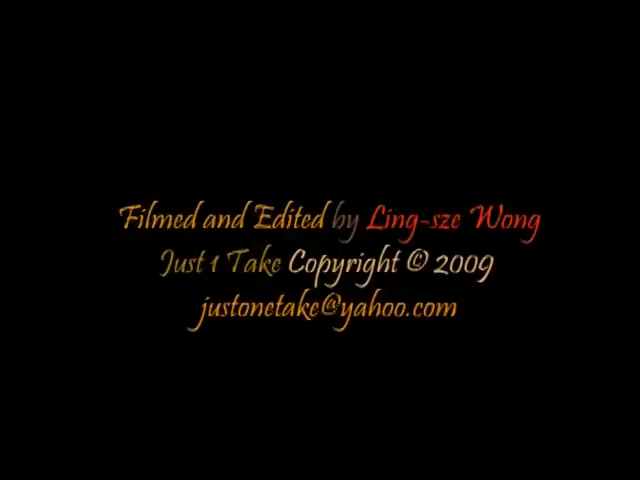 Filmed and Edited by Ling-sze Wong
Just 1 Take Copyright © 2009
justonetake@yahoo.com